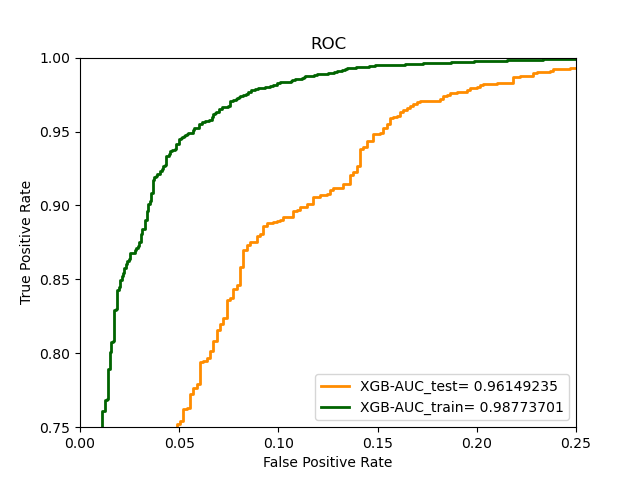 ROC
1.00
0.95
0.90
0.85
0.80
0.75
True Positive Rate
XGB-AUC_test= 0.96149235
XGB-AUC_train= 0.98773701
0.00 0.05 0.10 0.15 0.20 0.25
False Positive Rate